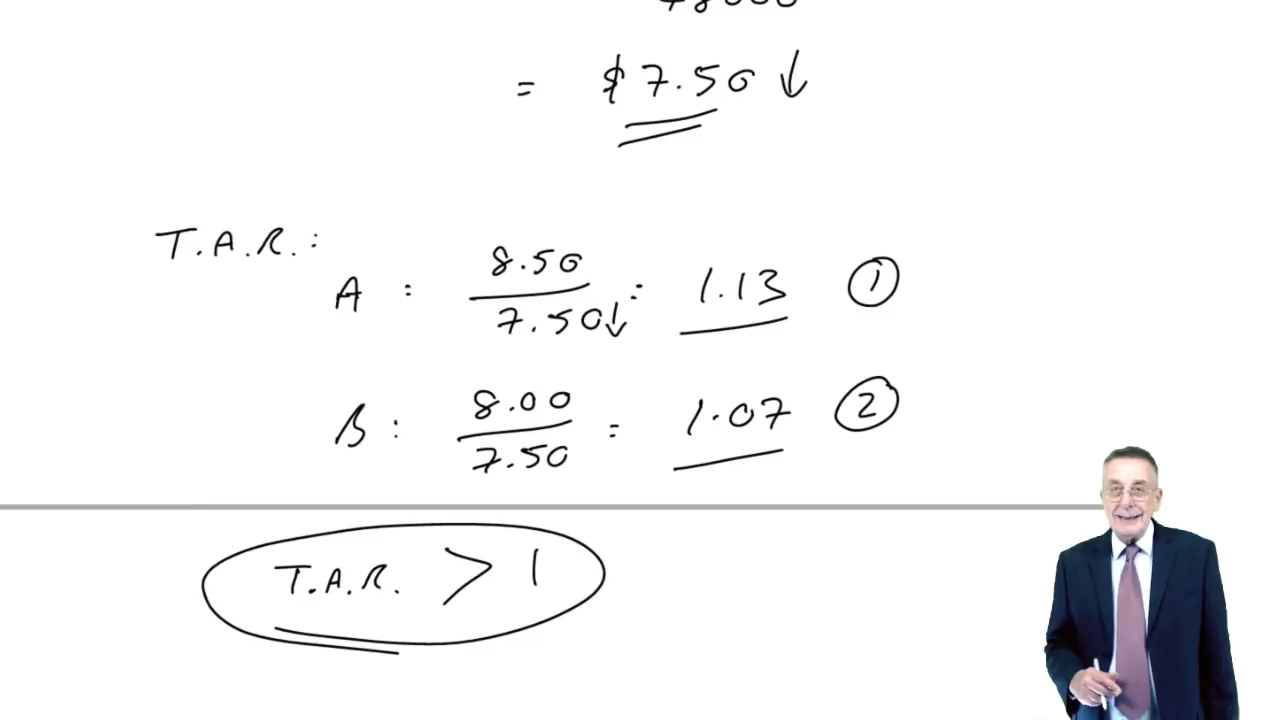 = $7.50 ↓
T.A.R.:
A : 8.50 / 7.50↓ = 1.13 ①
B : 8.00 / 7.50 = 1.07 ②
T.A.R. > 1